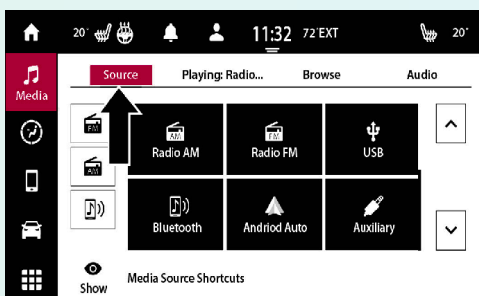 20° 11:32 72°EXT 20°
Media
Source Playing: Radio... Browse Audio
FM AM FM
Radio AM Radio FM USB
AM
Bluetooth Andriod Auto Auxiliary
Show Media Source Shortcuts